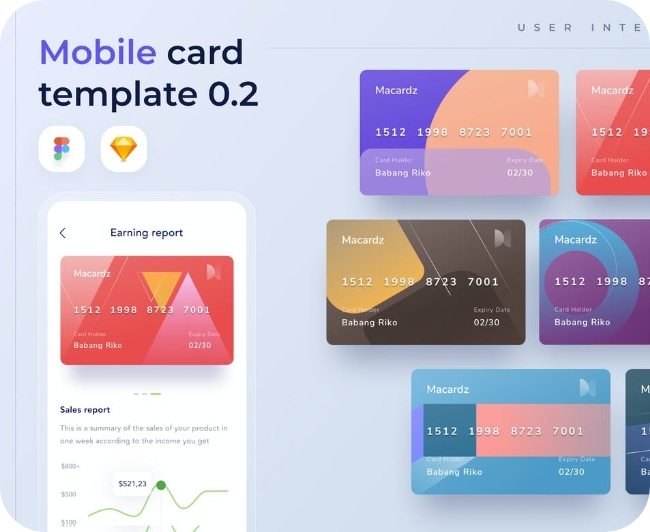 USER INTE
Mobile card
template 0.2
Macardz
1512 1998 8723 7001
Card Holder
Expiry Date
Babang Riko
02/30
Macardz
1512 19
Card Holder
Babang Riko
Earning report
Macardz
1512 1998 8723 7001
Card Holder
Expiry Date
Babang Riko
02/30
Macardz
1512 1998 8723 7001
Card Holder
Expiry Date
Babang Riko
02/30
Macardz
1512 1998 87
Card Holder
Babang Riko
Macardz
1512 1998 8723 7001
Card Holder
Expiry Date
Babang Riko
02/30
Sales report
This is a summary of the sales of your product in
one week according to the income you get
$800+
$521,23
$500
$100